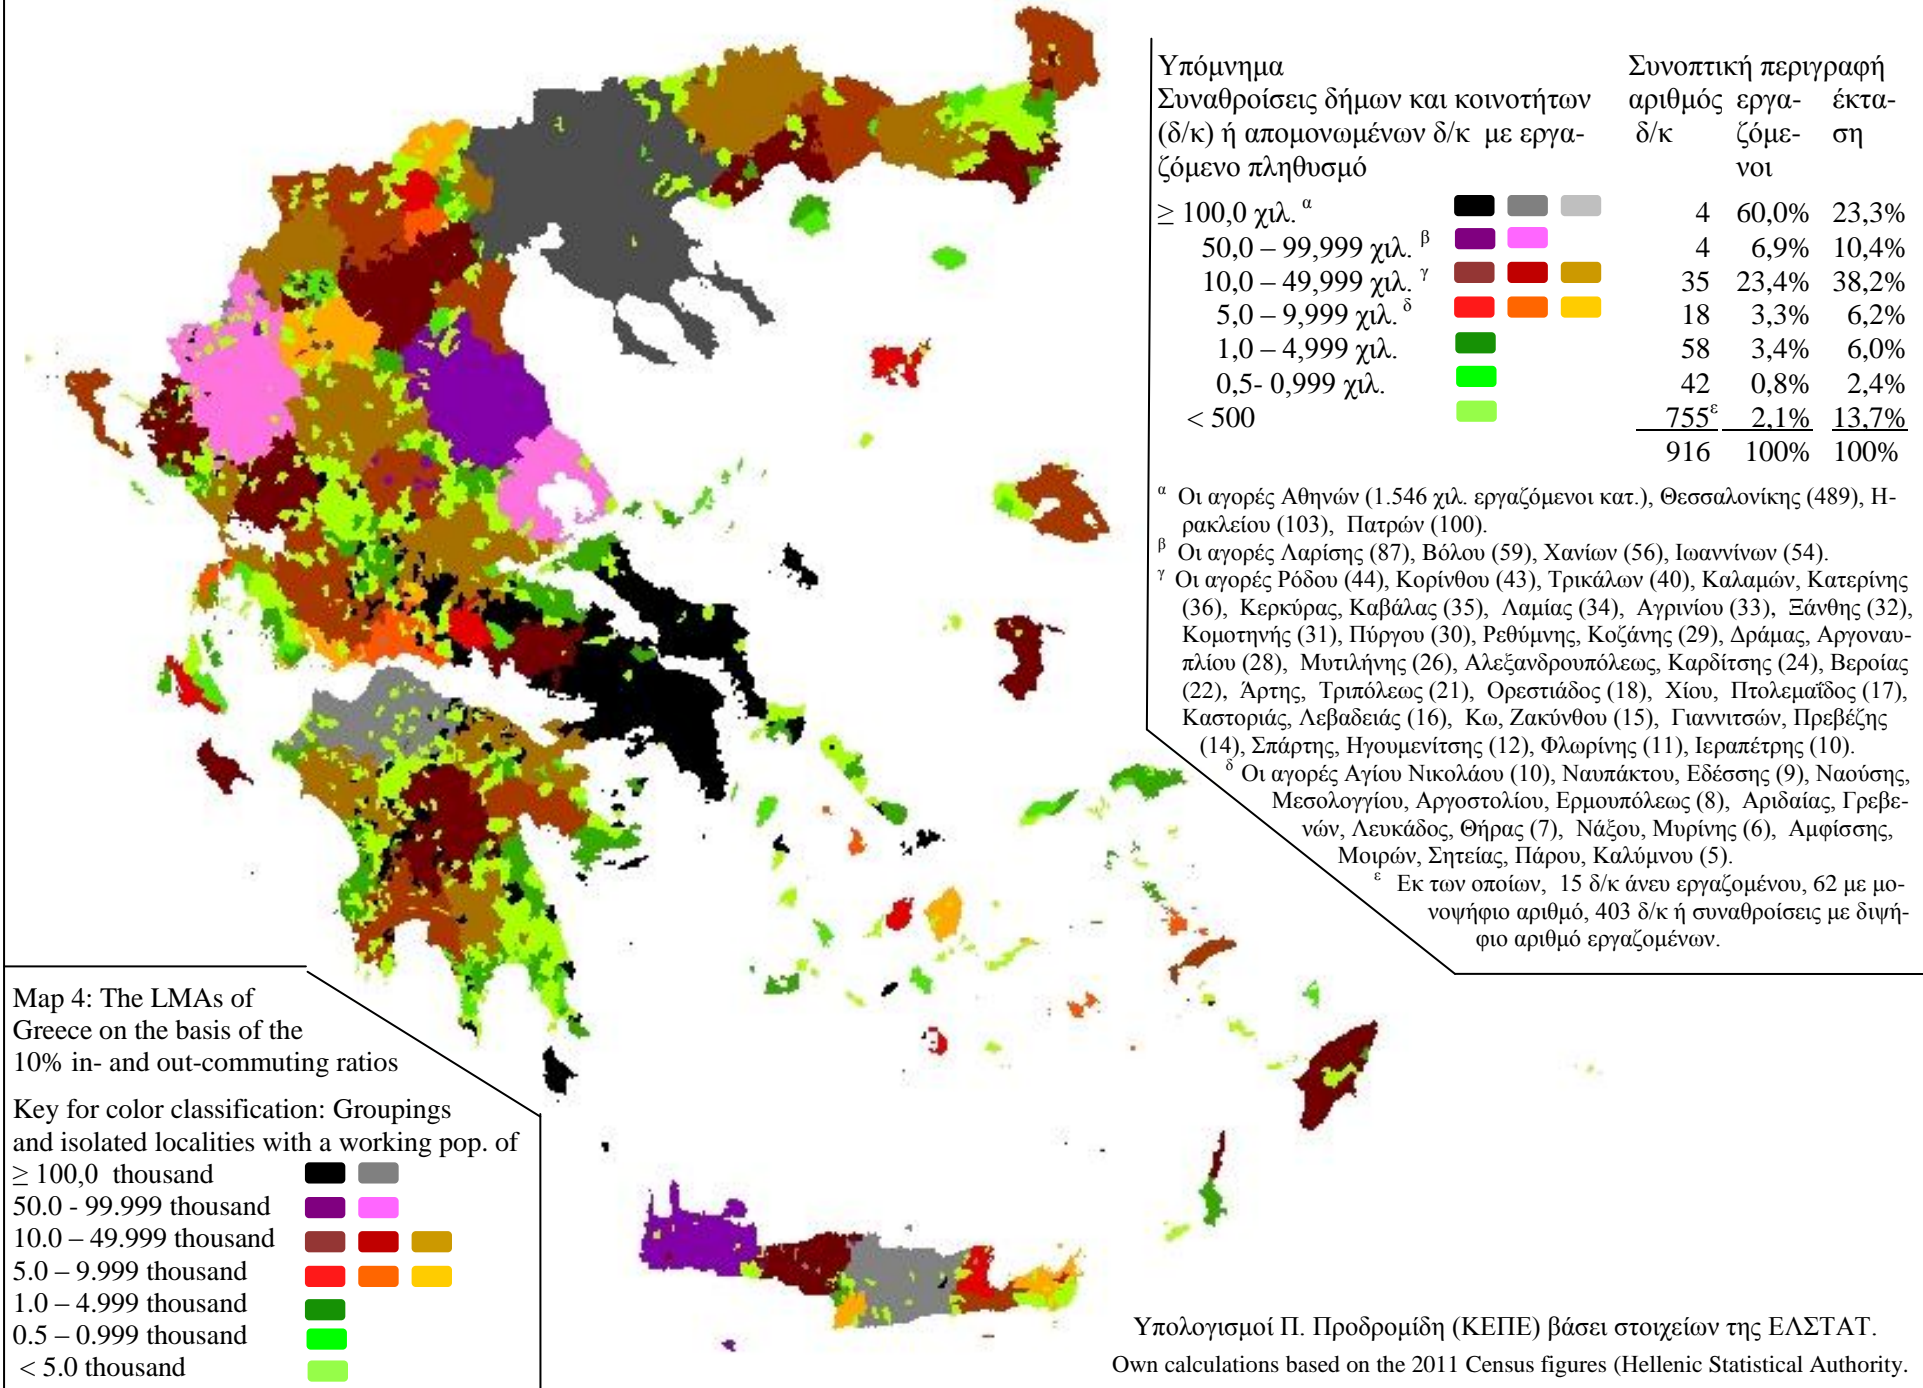 Υπόμνημα
Συναθροίσεις δήμων και κοινοτήτων
(δ/κ) ή απομονωμένων δ/κ με εργα-
ζόμενο πληθυσμό
Συνοπτική περιγραφή
αριθμός εργα- έκτα-
δ/κ ζόμε- ση
νοι
≥ 100,0 χιλ. α 4 60,0% 23,3%
50,0 – 99,999 χιλ. β 4 6,9% 10,4%
10,0 – 49,999 χιλ. γ 35 23,4% 38,2%
5,0 – 9,999 χιλ. δ 18 3,3% 6,2%
1,0 – 4,999 χιλ. 58 3,4% 6,0%
0,5- 0,999 χιλ. 42 0,8% 2,4%
< 500 755ε 2,1% 13,7%
916 100% 100%
α Οι αγορές Αθηνών (1.546 χιλ. εργαζόμενοι κατ.), Θεσσαλονίκης (489), Η-
ρακλείου (103), Πατρών (100).
β Οι αγορές Λαρίσης (87), Βόλου (59), Χανίων (56), Ιωαννίνων (54).
γ Οι αγορές Ρόδου (44), Κορίνθου (43), Τρικάλων (40), Καλαμών, Κατερίνης
(36), Κερκύρας, Καβάλας (35), Λαμίας (34), Αγρινίου (33), Ξάνθης (32),
Κομοτηνής (31), Πύργου (30), Ρεθύμνης, Κοζάνης (29), Δράμας, Αργοναυ-
πλίου (28), Μυτιλήνης (26), Αλεξανδρουπόλεως, Καρδίτσης (24), Βεροίας
(22), Άρτης, Τριπόλεως (21), Ορεστιάδος (18), Χίου, Πτολεμαΐδος (17),
Καστοριάς, Λεβαδειάς (16), Κω, Ζακύνθου (15), Γιαννιτσών, Πρεβέζης
(14), Σπάρτης, Ηγουμενίτσης (12), Φλωρίνης (11), Ιεραπέτρης (10).
δ Οι αγορές Αγίου Νικολάου (10), Ναυπάκτου, Εδέσσης (9), Ναούσης,
Μεσολογγίου, Αργοστολίου, Ερμουπόλεως (8), Αριδαίας, Γρεβε-
νών, Λευκάδος, Θήρας (7), Νάξου, Μυρίνης (6), Αμφίσσης,
Μοιρών, Σητείας, Πάρου, Καλύμνου (5).
ε Εκ των οποίων, 15 δ/κ άνευ εργαζομένου, 62 με μο-
νοψήφιο αριθμό, 403 δ/κ ή συναθροίσεις με διψή-
φιο αριθμό εργαζομένων.
Map 4: The LMAs of
Greece on the basis of the
10% in- and out-commuting ratios
Key for color classification: Groupings
and isolated localities with a working pop. of
≥ 100,0 thousand
50.0 - 99.999 thousand
10.0 – 49.999 thousand
5.0 – 9.999 thousand
1.0 – 4.999 thousand
0.5 – 0.999 thousand
< 5.0 thousand
Υπολογισμοί Π. Προδρομίδη (ΚΕΠΕ) βάσει στοιχείων της ΕΛΣΤΑΤ.
Own calculations based on the 2011 Census figures (Hellenic Statistical Authority.